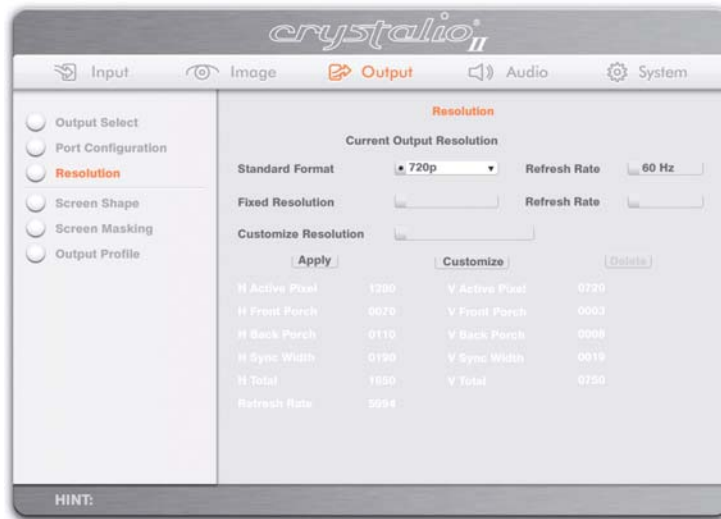 crystalio II
Input Image Output Audio System
Output Select
Port Configuration
Resolution
Screen Shape
Screen Masking
Output Profile
Resolution
Current Output Resolution
Standard Format 720p Refresh Rate 60 Hz
Fixed Resolution Refresh Rate
Customize Resolution
Apply Customize Delete
H Active Pixel 1280 V Active Pixel 0720
H Front Porch 0070 V Front Porch 0003
H Back Porch 0110 V Back Porch
H Sync Width 0190 V Sync Width 0019
H Total 1650 V Total 0750
Refresh Rate
HINT: